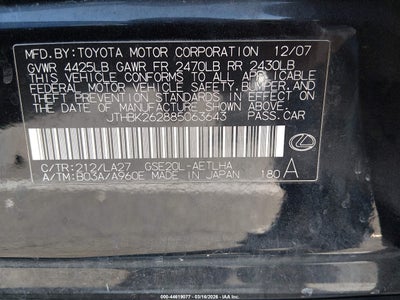 MFD.BY:TOYOTA MOTOR CORPORATION 12/07
GVWR 4425LB GAWR FR 2470LB RR 2430LB
THIS VEHICLE CONFORMS TO ALL APPLICABLE
FEDERAL MOTOR VEHICLE SAFETY,BUMPER,AND
THEFT PREVENTION STANDARDS IN EFFECT ON
THE DATE OF MANUFACTURE SHOWN ABOVE.
JTHBK262885063643 PASS.CAR
C/TR:212/LA27 GSE20L-AETLHA
A/TM:B03A/A960E MADE IN JAPAN 180 A
BO: 000-44619077 - 03/16/2026 - IAA INC.